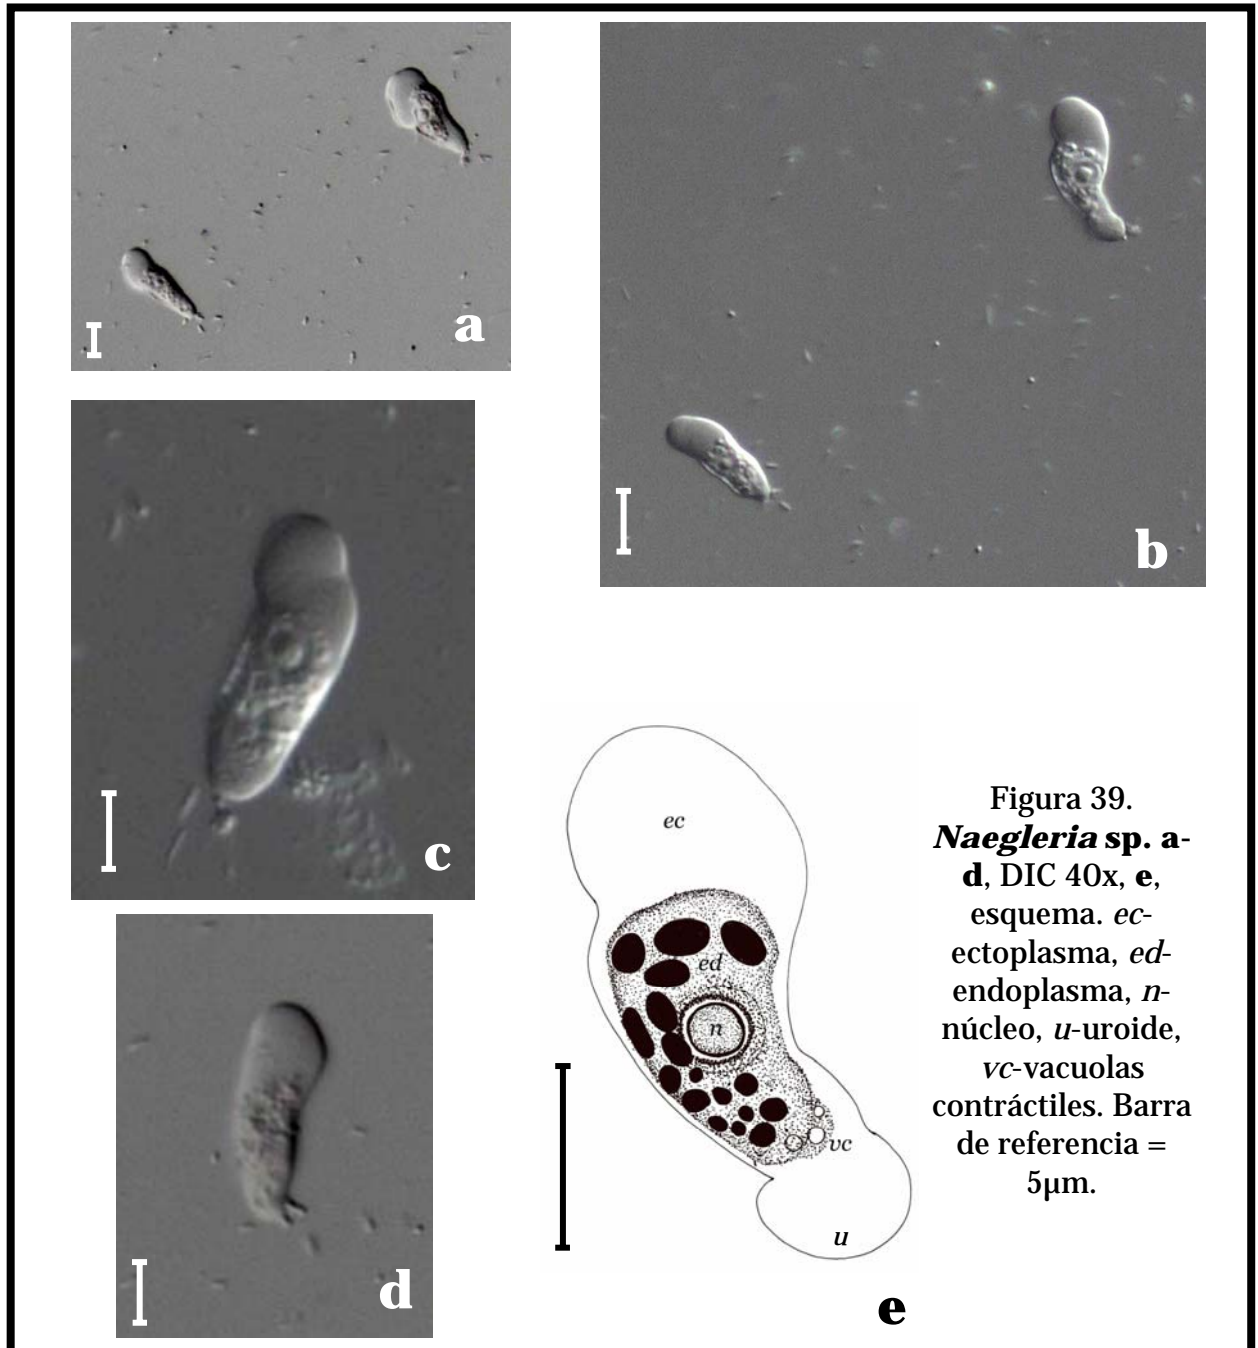 a
b
c
d
ec
ed
n
vc
u
e
Figura 39.
Naegleria sp. a-
d, DIC 40x, e,
esquema. ec-
ectoplasma, ed-
endoplasma, n-
núcleo, u-uroide,
vc-vacuolas
contráctiles. Barra
de referencia =
5µm.